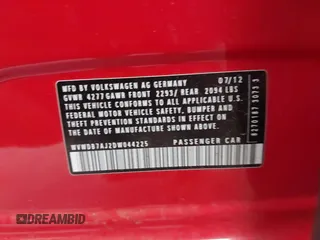 MFD BY VOLKSWAGEN AG GERMANY 07/12
GVWR 4277 GAWR FRONT 2293/ REAR 2094 LBS
THIS VEHICLE CONFORMS TO ALL APPLICABLE U.S.
FEDERAL MOTOR VEHICLE SAFETY, BUMPER, AND
THEFT PREVENTION STANDARDS IN EFFECT ON THE
DATE OF MANUFACTURE SHOWN ABOVE.
WVWDB7AJ2DW044225 PASSENGER CAR
DREAMBID